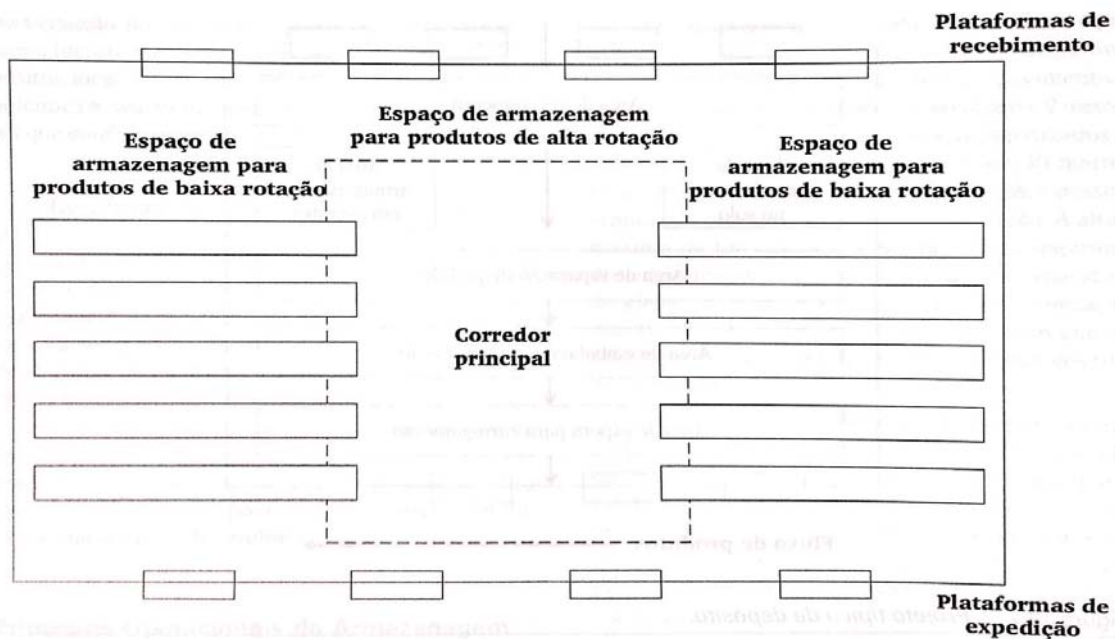 Plataformas de
recebimento
Espaço de armazenagem
para produtos de alta rotação
Espaço de
armazenagem para
produtos de baixa rotação
Espaço de
armazenagem para
produtos de baixa rotação
Corredor
principal
Plataformas de
expedição